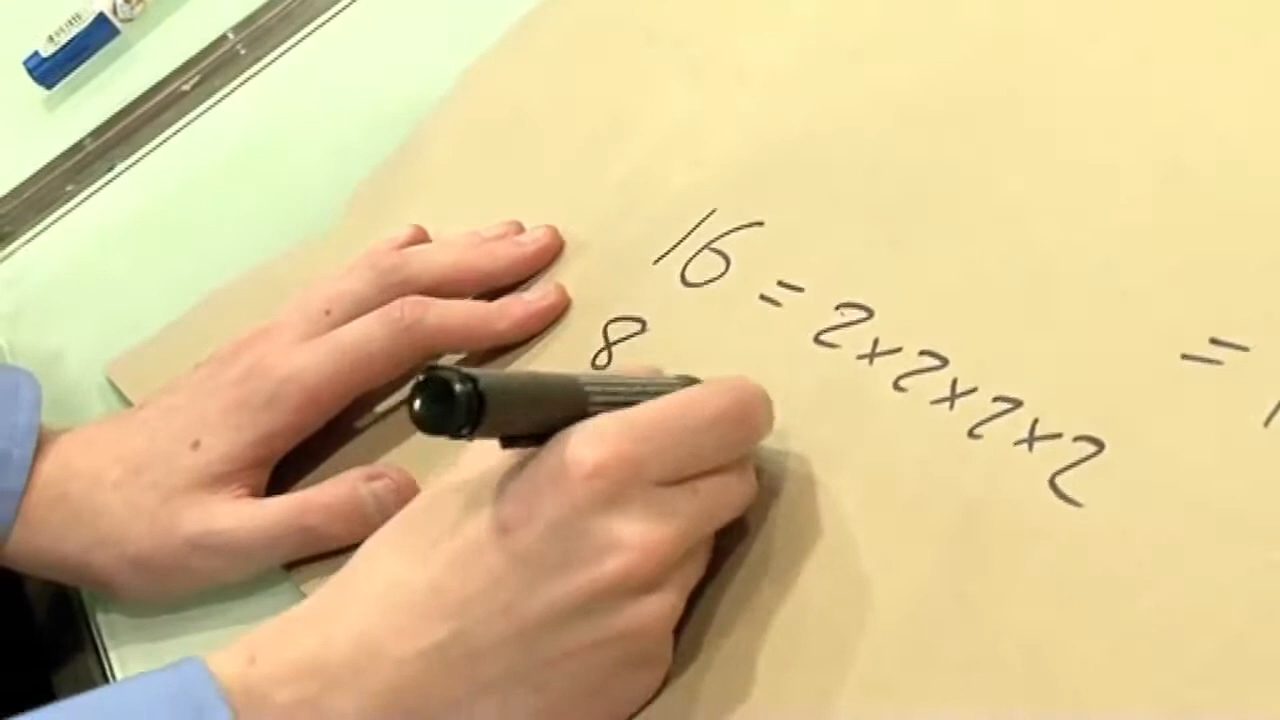 16 = 2×2×2×2 =
8